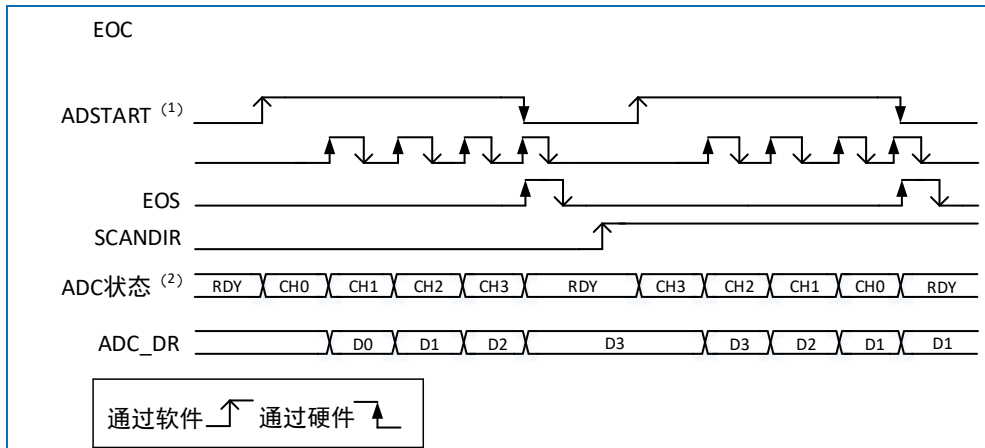 EOC
ADSTART (1)
EOS
SCANDIR
ADC状态 (2) RDY CH0 CH1 CH2 CH3 RDY CH3 CH2 CH1 CH0 RDY
ADC_DR D0 D1 D2 D3 D3 D2 D1 D1
通过软件 通过硬件